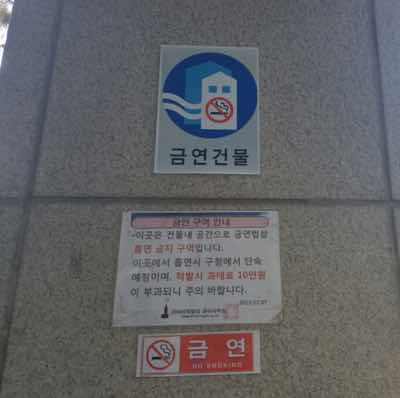 금연건물
금연 구역 안내
이곳은 건물내 공간으로 금연법상
흡연 금지 구역입니다.
이곳에서 흡연시 구청에서 단속
예정이며, 적발시 과태료 10만원
이 부과되니 주의 바랍니다.
금 연
NO SMOKING